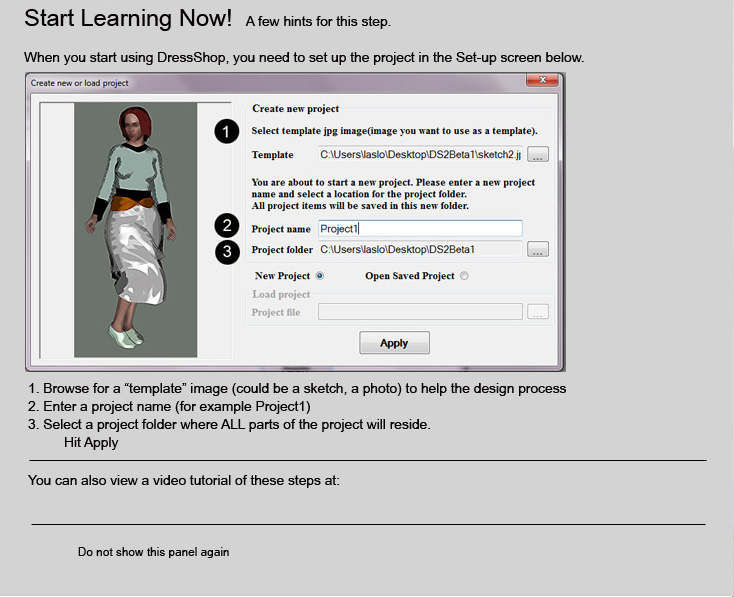 Start Learning Now! A few hints for this step.
When you start using DressShop, you need to set up the project in the Set-up screen below.
Create new or load project
Create new project
1 Select template jpg image(image you want to use as a template).
Template C:\Users\laslo\Desktop\DS2Beta1\sketch2.jp ...
You are about to start a new project. Please enter a new project
name and select a location for the project folder.
All project items will be saved in this new folder.
2 Project name Project1
3 Project folder C:\Users\laslo\Desktop\DS2Beta1 ...
New Project Open Saved Project
Load project
Project file ...
Apply
1. Browse for a “template” image (could be a sketch, a photo) to help the design process
2. Enter a project name (for example Project1)
3. Select a project folder where ALL parts of the project will reside.
Hit Apply
You can also view a video tutorial of these steps at:
Do not show this panel again